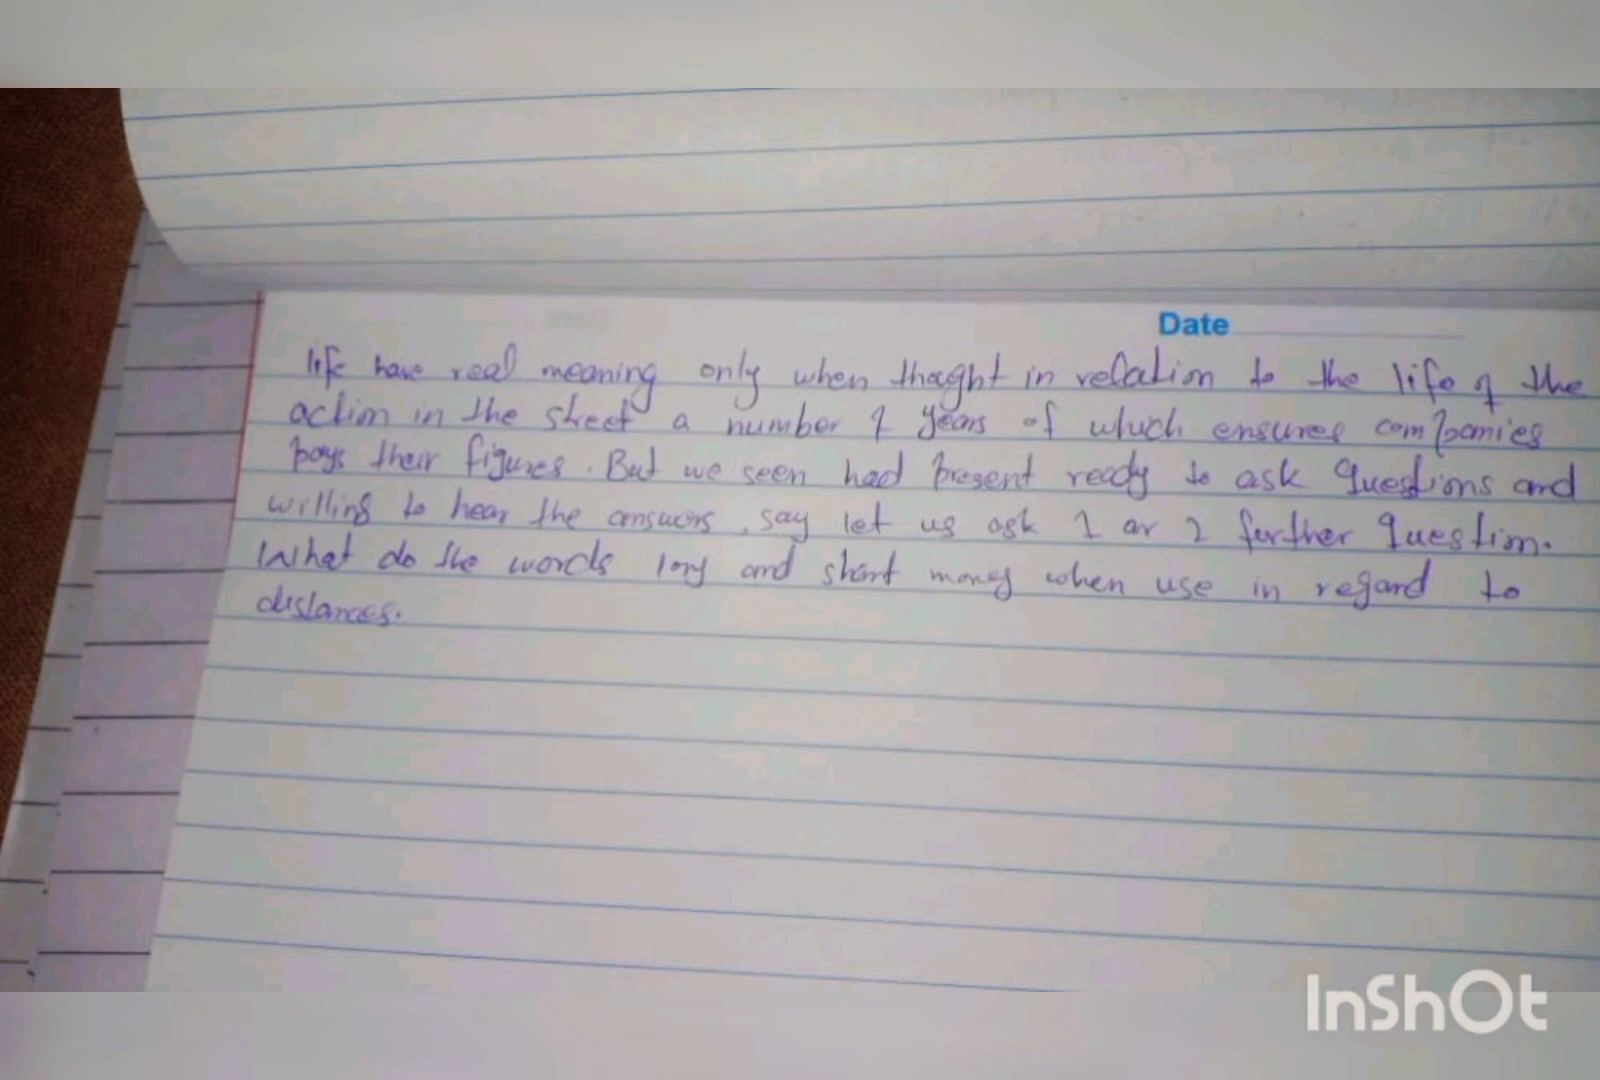 Date
life have real meaning only when thoght in relation to the life of the
action in the street a number of years of which ensures companies
pays their figures. But we seen had present ready to ask questions and
willing to hear the answers, say let us ask 1 or 2 further question.
What do the words long and short money when use in regard to
distances.
InShOt